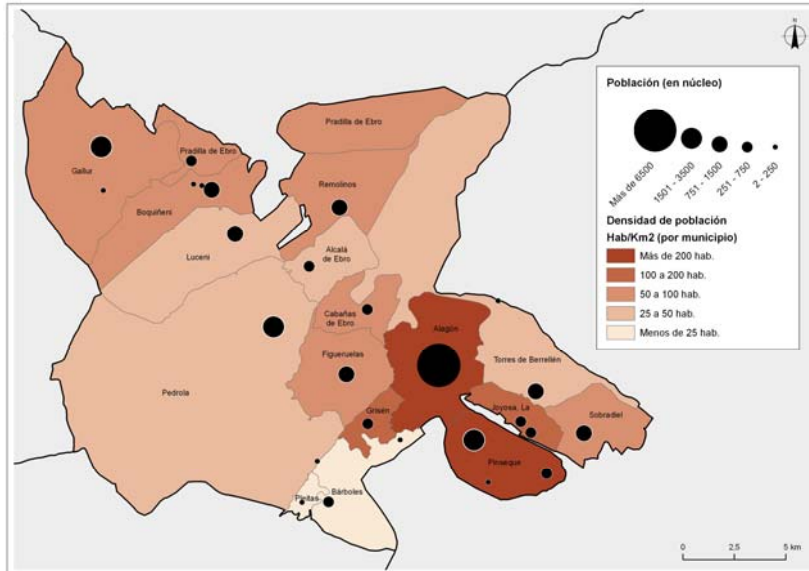 N
Población (en núcleo)
Más de 6500
1501 - 3500
751 - 1500
251 - 750
2 - 250
Densidad de población
Hab/Km2 (por municipio)
Más de 200 hab.
100 a 200 hab.
50 a 100 hab.
25 a 50 hab.
Menos de 25 hab.
Pradilla de Ebro
Pradilla de Ebro
Gallur
Remolinos
Boquiñeni
Luceni
Alcalá
de Ebro
Cabañas
de Ebro
Alagón
Figueruelas
Torres de Berrellén
Pedrola
Grisén
Joyosa, La
Sobradiel
Pinseque
Pleitas
Bárboles
0
2,5
5 km